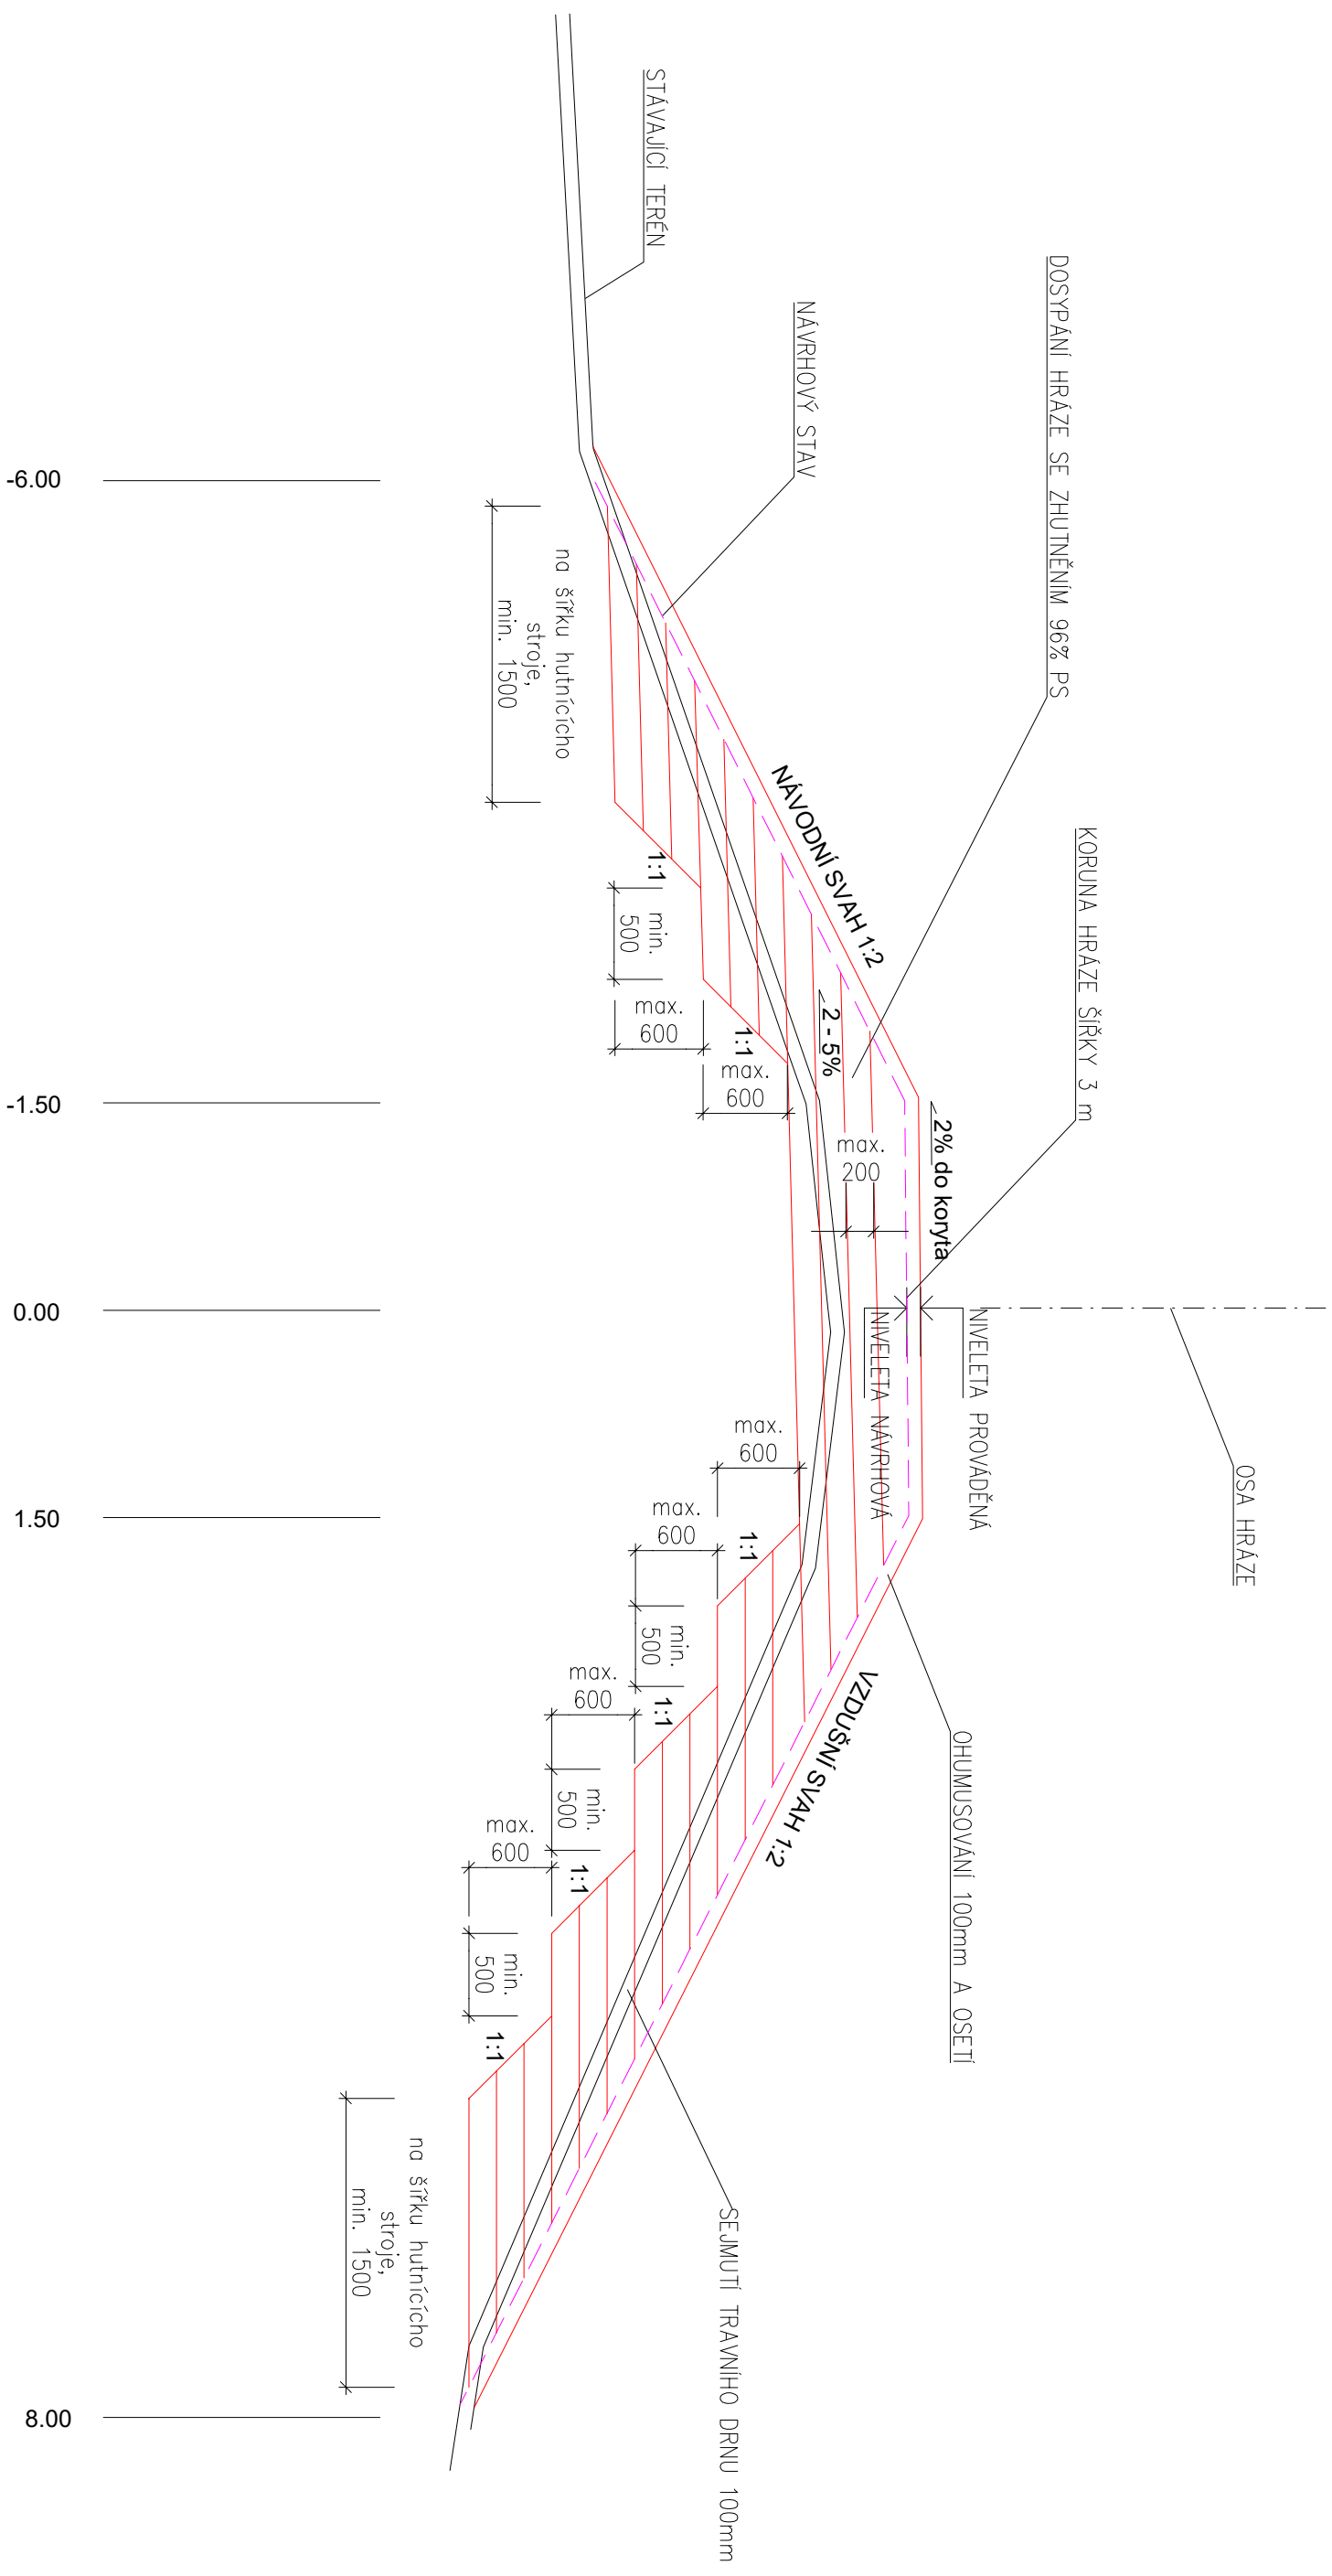 STÁVAJÍCÍ TERÉN
NÁVRHOVÝ STAV
DOSYPÁNÍ HRÁZE SE ZHUTNĚNÍM 96% PS
KORUNA HRÁZE ŠÍŘKY 3 m
OSA HRÁZE
NIVELETA PROVÁDĚNÁ
NIVELETA NÁVRHOVÁ
2% do koryta
2 - 5%
max.
200
NÁVODNÍ SVAH 1:2
VZDUŠNÍ SVAH 1:2
OHUMUSOVÁNÍ 100mm A OSETÍ
SEJMUTÍ TRAVNÍHO DRNU 100mm
na šířku hutnícícho
stroje,
min. 1500
1:1
min.
500
max.
600
1:1
max.
600
max.
600
1:1
max.
600
min.
500
1:1
max.
600
min.
500
1:1
max.
600
min.
500
1:1
na šířku hutnícícho
stroje,
min. 1500
-6.00
-1.50
0.00
1.50
8.00